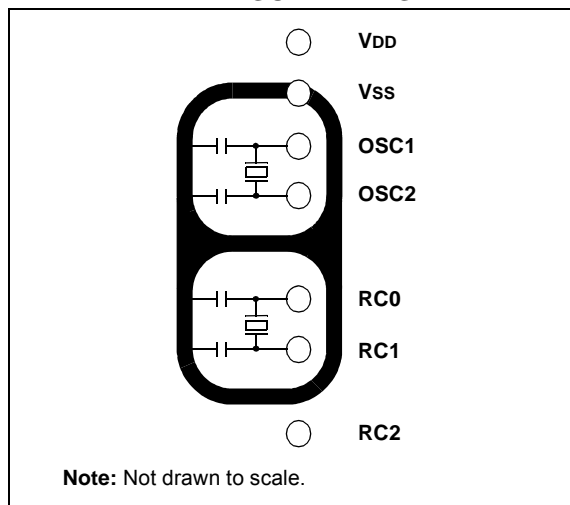 VDD
VSS
OSC1
OSC2
RC0
RC1
RC2
Note: Not drawn to scale.